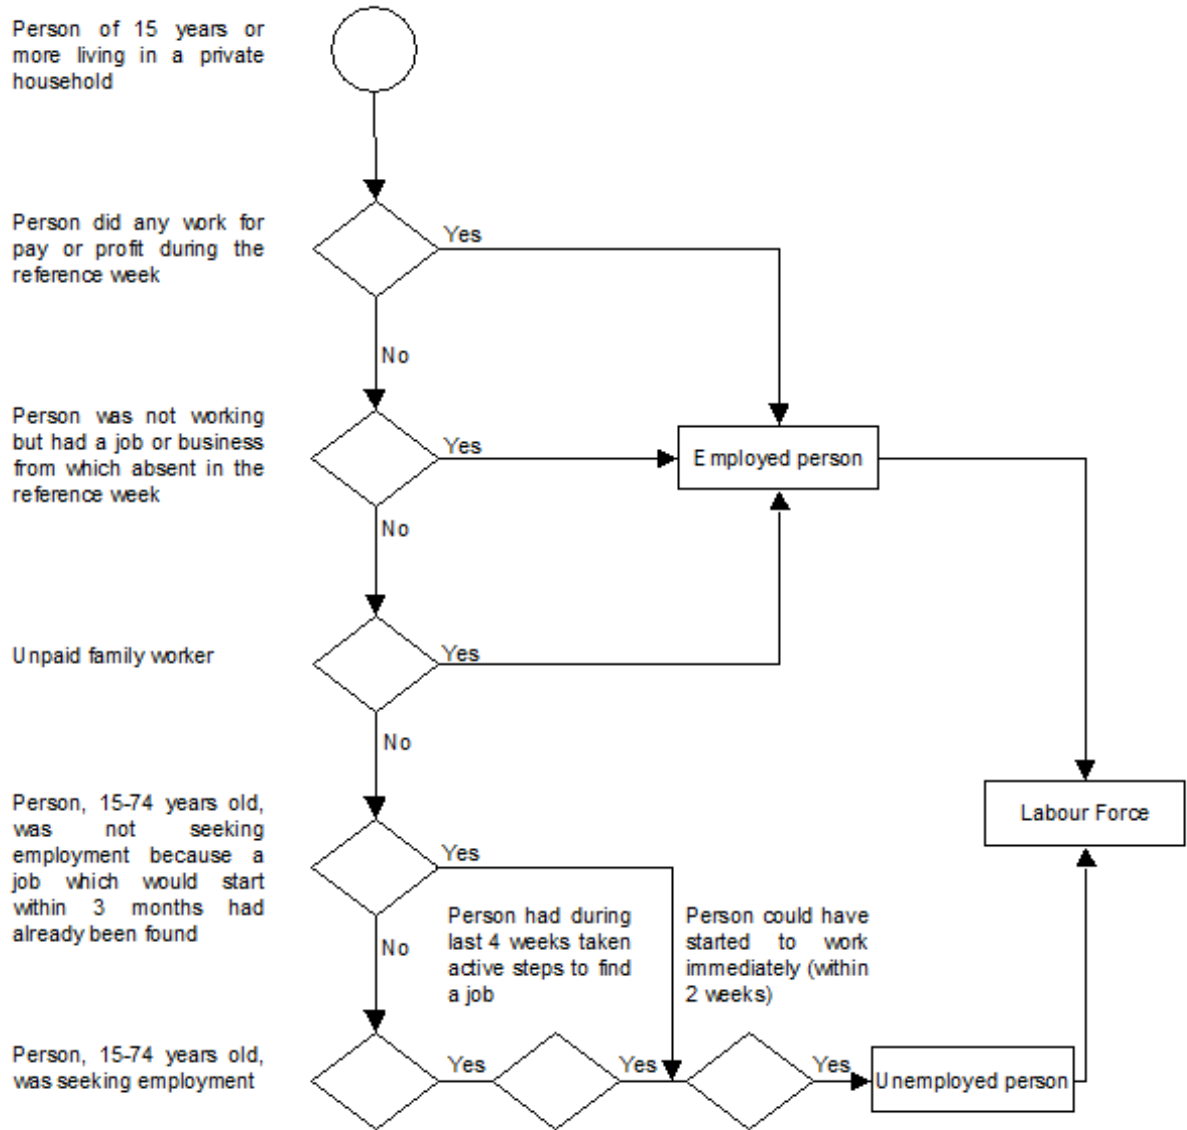 Person of 15 years or
more living in a private
household
Person did any work for
pay or profit during the
reference week
Yes
No
Person was not working
but had a job or business
from which absent in the
reference week
Yes
Employed person
No
Unpaid family worker
Yes
No
Person, 15-74 years old,
was not seeking
employment because a
job which would start
within 3 months had
already been found
Yes
Labour Force
No
Person had during
last 4 weeks taken
active steps to find
a job
Person could have
started to work
immediately (within
2 weeks)
Person, 15-74 years old,
was seeking employment
Yes
Yes
Yes
Unemployed person